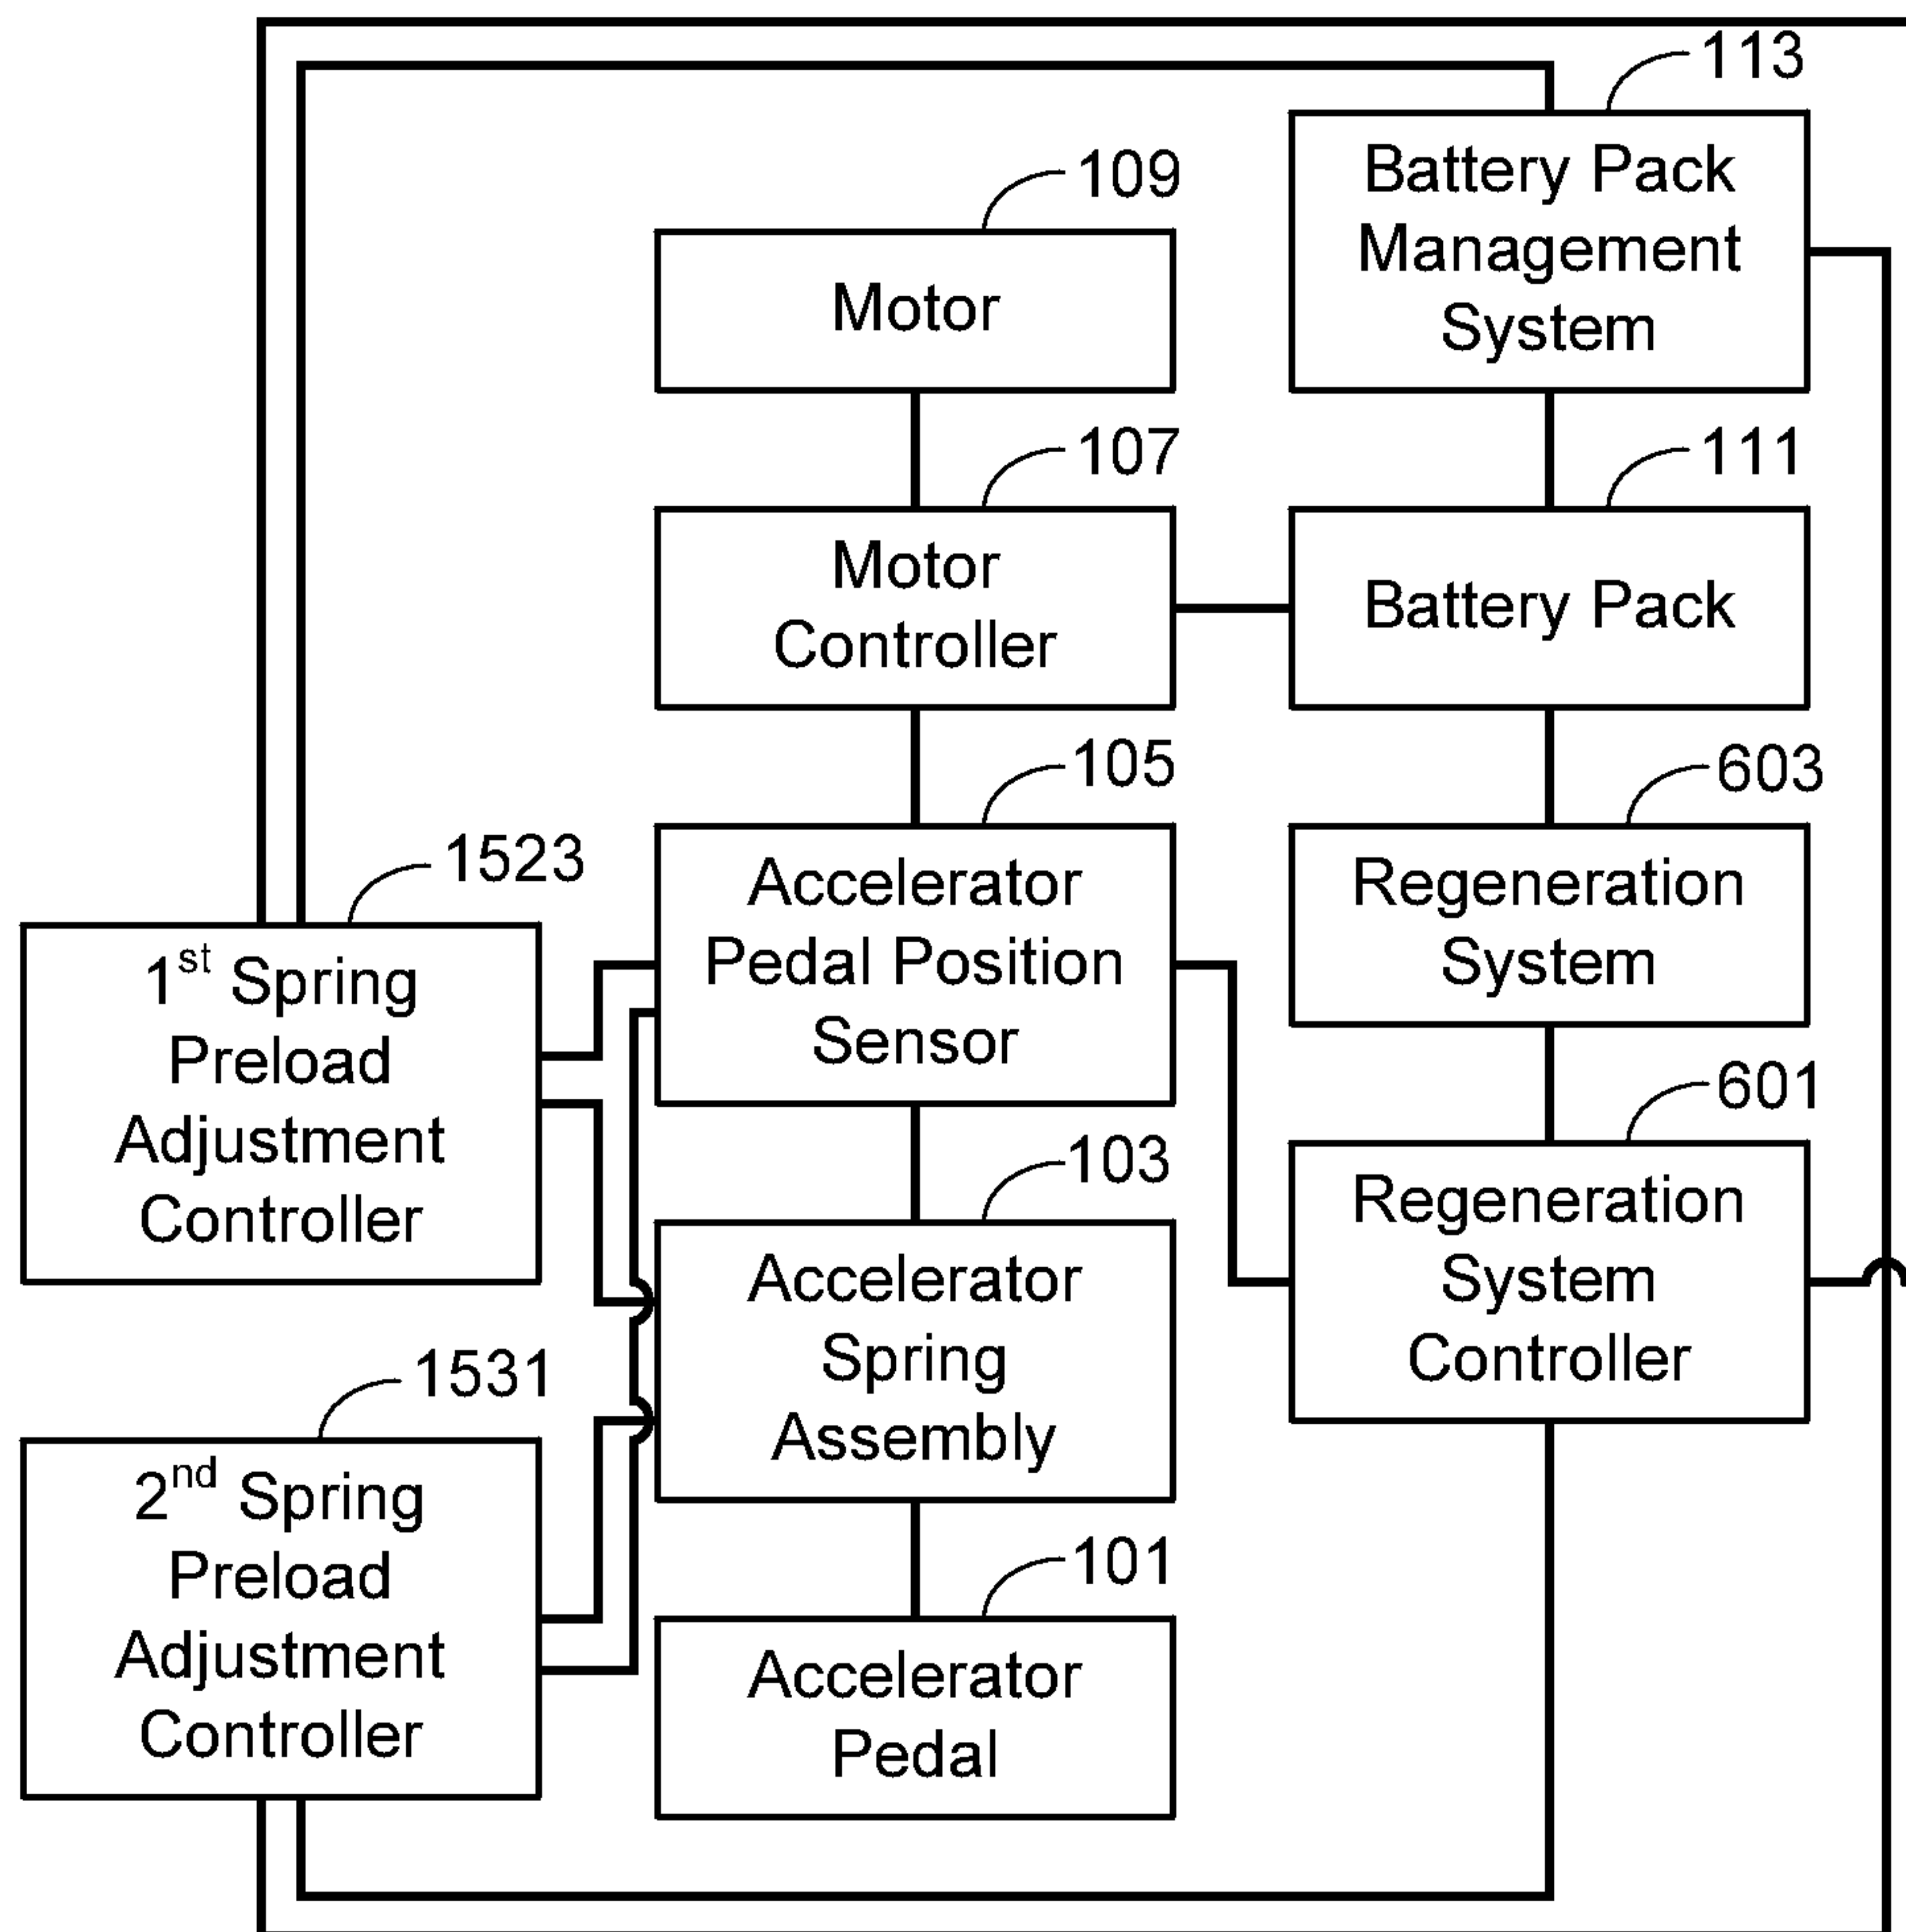 113
Battery Pack
Management
System
109
Motor
107
Motor
Controller
111
Battery Pack
105
Accelerator
Pedal Position
Sensor
603
Regeneration
System
1523
1st Spring
Preload
Adjustment
Controller
103
Accelerator
Spring
Assembly
601
Regeneration
System
Controller
1531
2nd Spring
Preload
Adjustment
Controller
101
Accelerator
Pedal